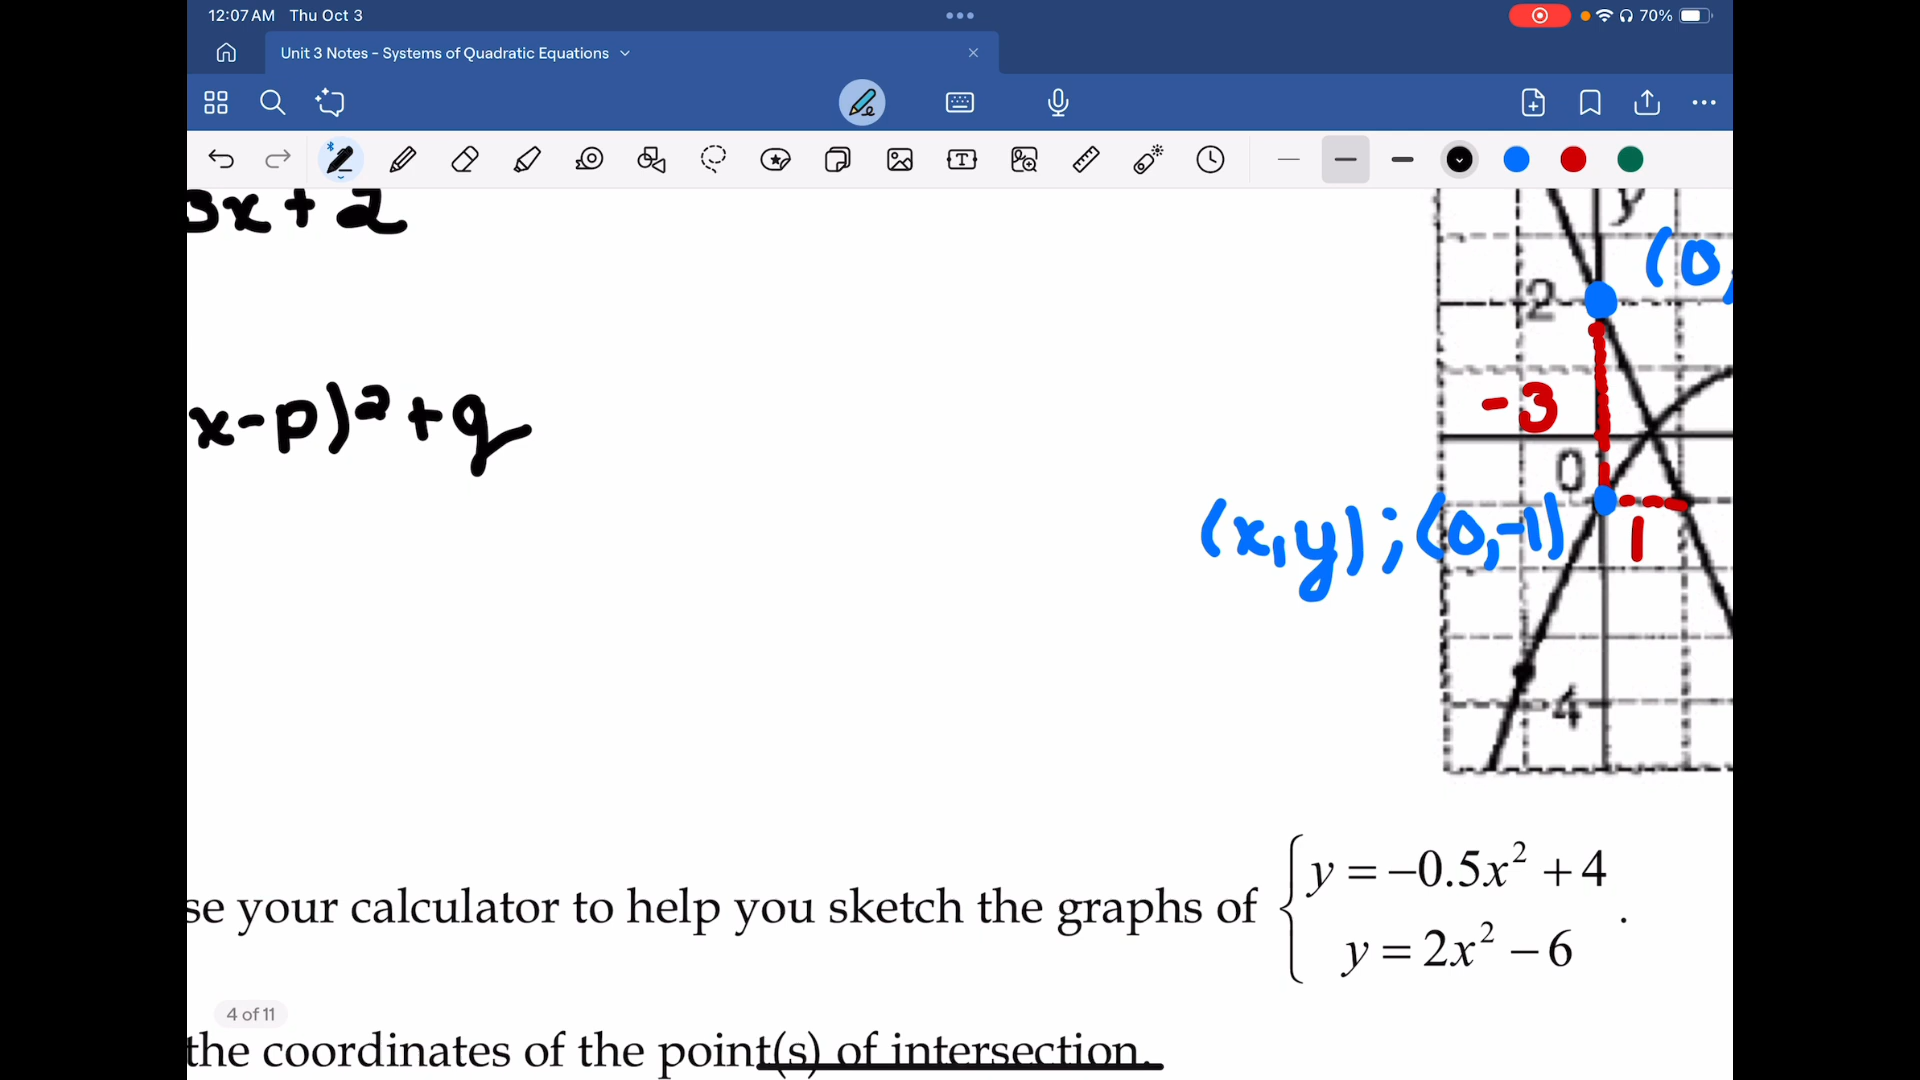 12:07 AM Thu Oct 3
70%
Unit 3 Notes - Systems of Quadratic Equations
3x + 2
y
(0,
2
-3
x-p)² + q
0
(x,y); (0,-1)
1
-4
y = −0.5x² + 4
se your calculator to help you sketch the graphs of
.
y = 2x² − 6
4 of 11
the coordinates of the point(s) of intersection.